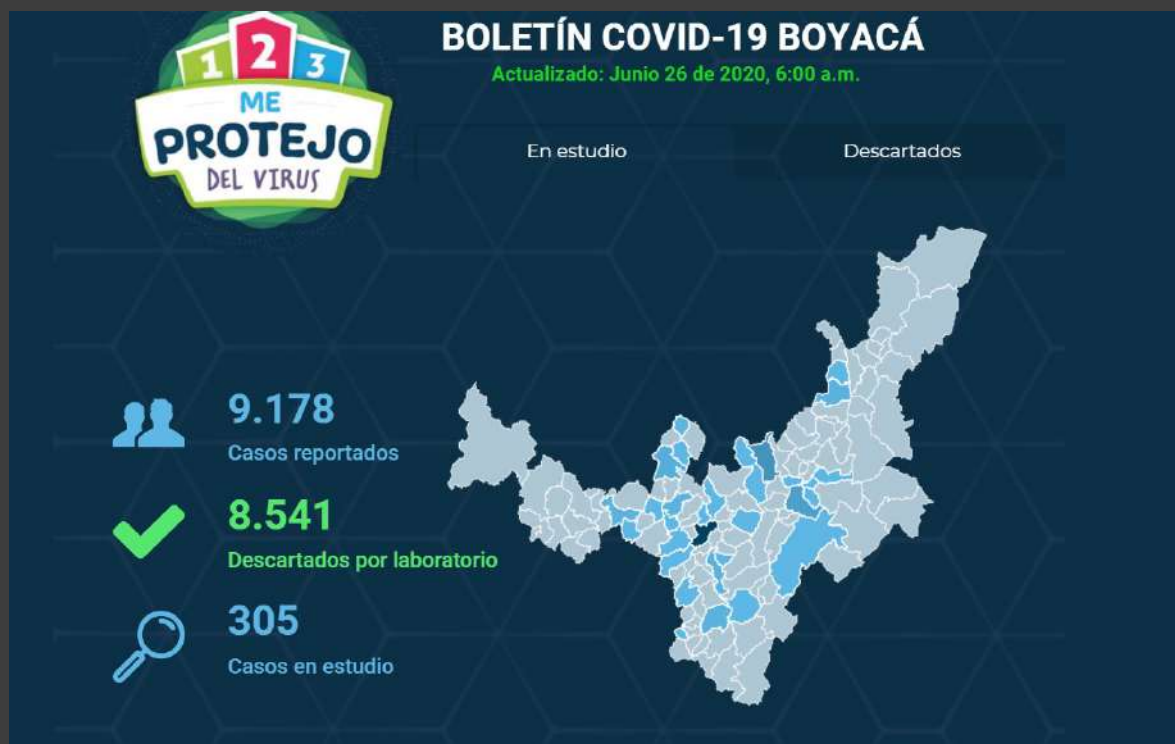 1 2 3
ME
PROTEJO
DEL VIRUS
BOLETÍN COVID-19 BOYACÁ
Actualizado: Junio 26 de 2020, 6:00 a.m.
En estudio
Descartados
9.178
Casos reportados
8.541
Descartados por laboratorio
305
Casos en estudio